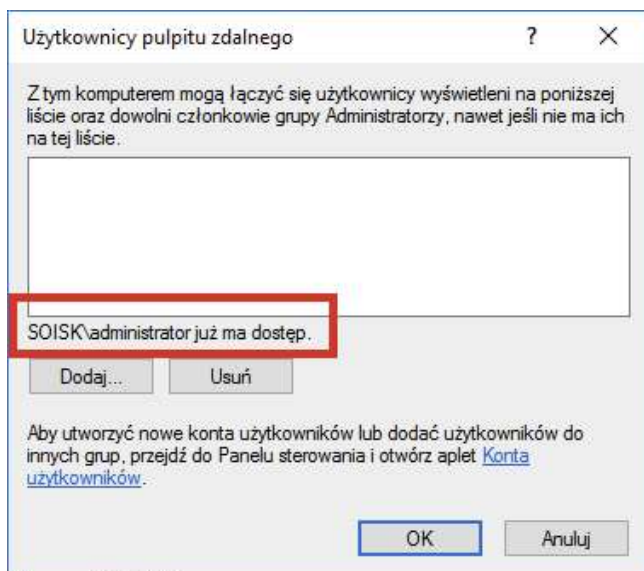 Użytkownicy pulpitu zdalnego
?
Z tym komputerem mogą łączyć się użytkownicy wyświetleni na poniższej
liście oraz dowolni członkowie grupy Administratorzy, nawet jeśli nie ma ich
na tej liście.
SOISK\administrator już ma dostęp.
Dodaj...
Usuń
Aby utworzyć nowe konta użytkowników lub dodać użytkowników do
innych grup, przejdź do Panelu sterowania i otwórz aplet Konta
użytkowników.
OK
Anuluj